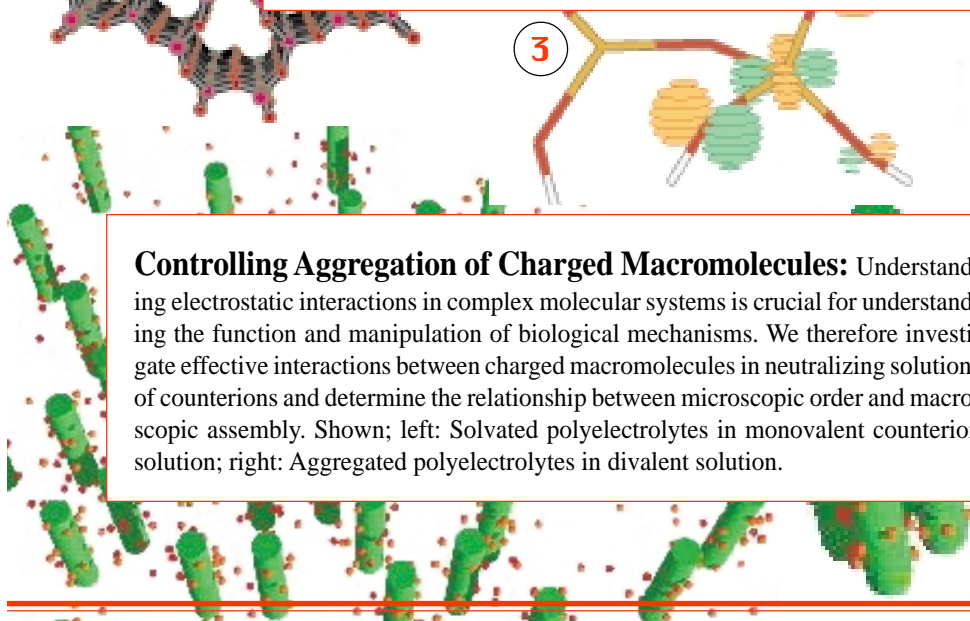 3
Controlling Aggregation of Charged Macromolecules: Understand
ing electrostatic interactions in complex molecular systems is crucial for understand
ing the function and manipulation of biological mechanisms. We therefore investi
gate effective interactions between charged macromolecules in neutralizing solution
of counterions and determine the relationship between microscopic order and macro
scopic assembly. Shown; left: Solvated polyelectrolytes in monovalent counterion
solution; right: Aggregated polyelectrolytes in divalent solution.